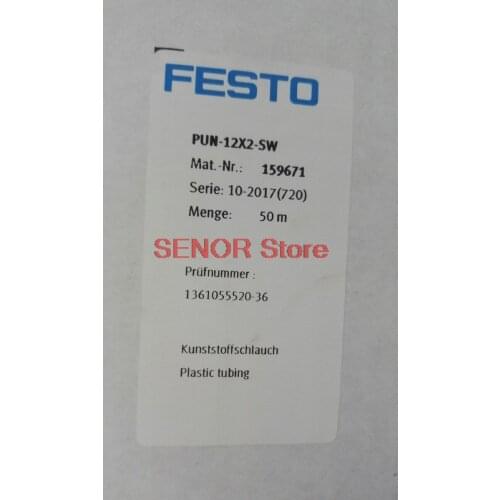 FESTO
PUN-12X2-SW
Mat.-Nr.: 159671
Serie: 10-2017(720)
Menge: 50 m
SENOR Store
Prüfnummer :
1361055520-36
Kunststoffschlauch
Plastic tubing